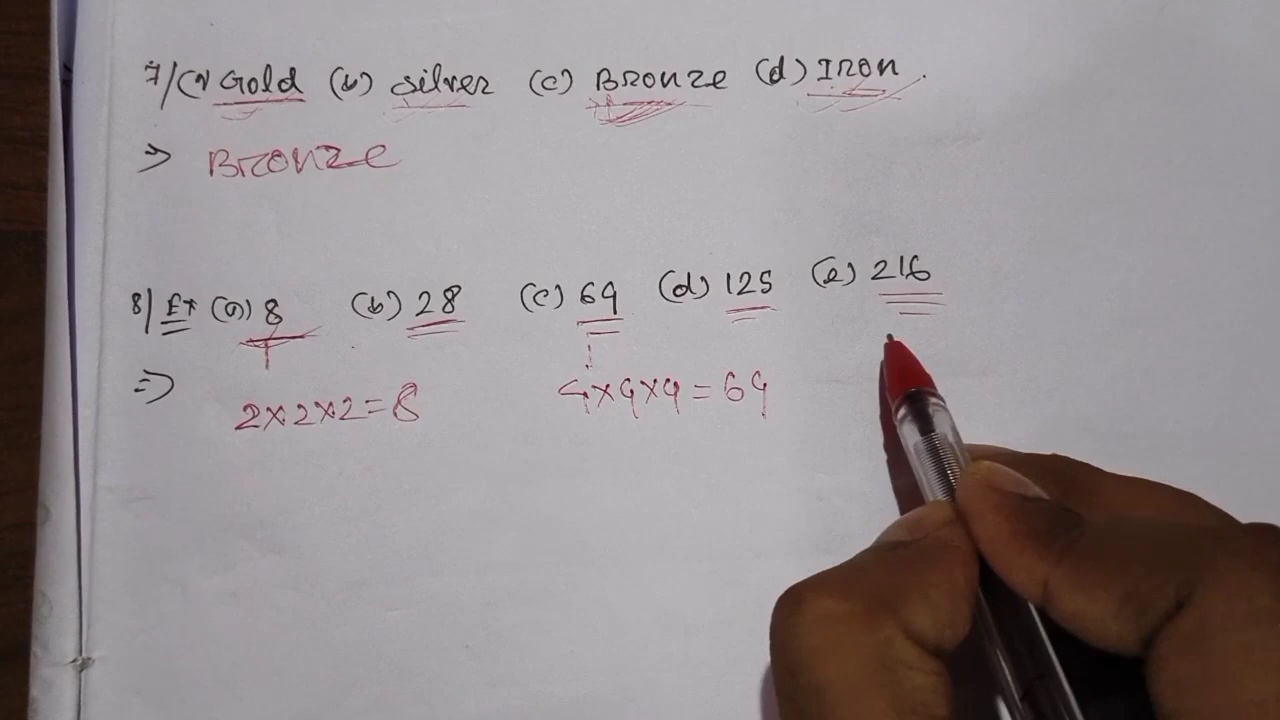 7/(a) Gold (b) silver (c) Bronze (d) Iron.
⇒ Bronze
8/ Ex (a) 8 (b) 28 (c) 64 (d) 125 (e) 216
⇒ 2×2×2=8 4×4×4=64